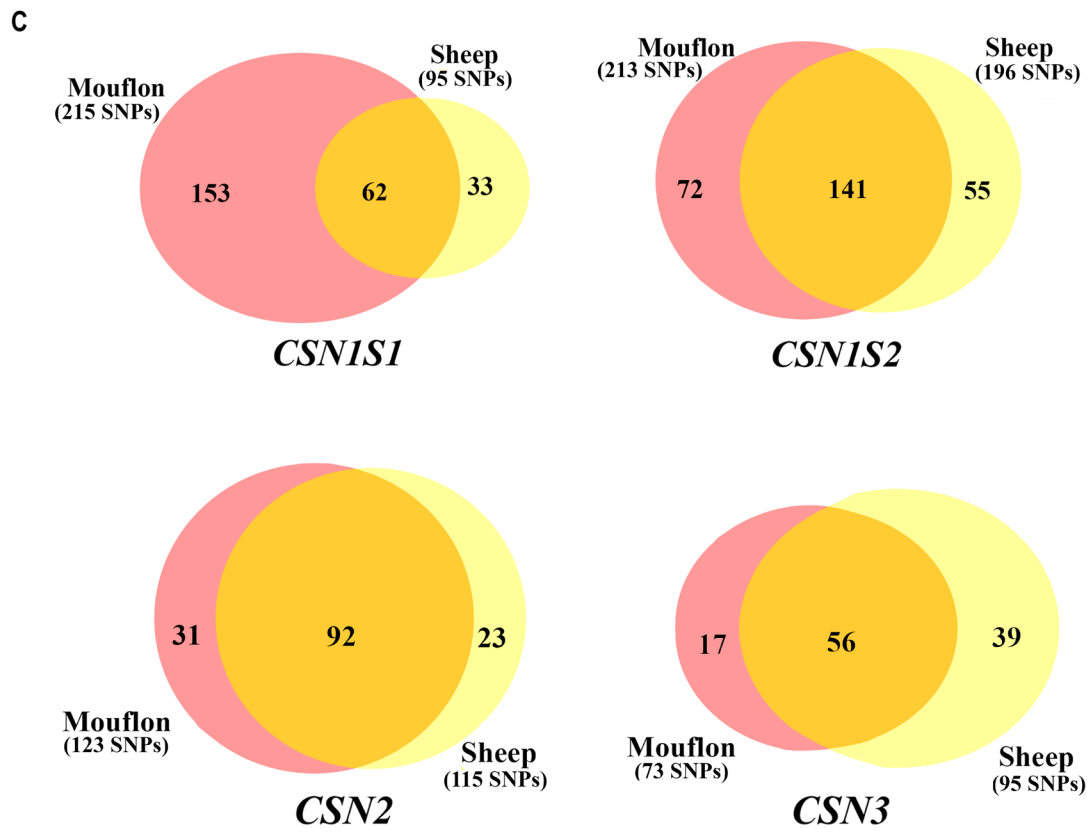 C
Mouflon
(215 SNPs)
Sheep
(95 SNPs)
153
62
33
CSN1S1
Mouflon
(213 SNPs)
Sheep
(196 SNPs)
72
141
55
CSN1S2
31
92
23
Mouflon
(123 SNPs)
Sheep
(115 SNPs)
CSN2
17
56
39
Mouflon
(73 SNPs)
Sheep
(95 SNPs)
CSN3